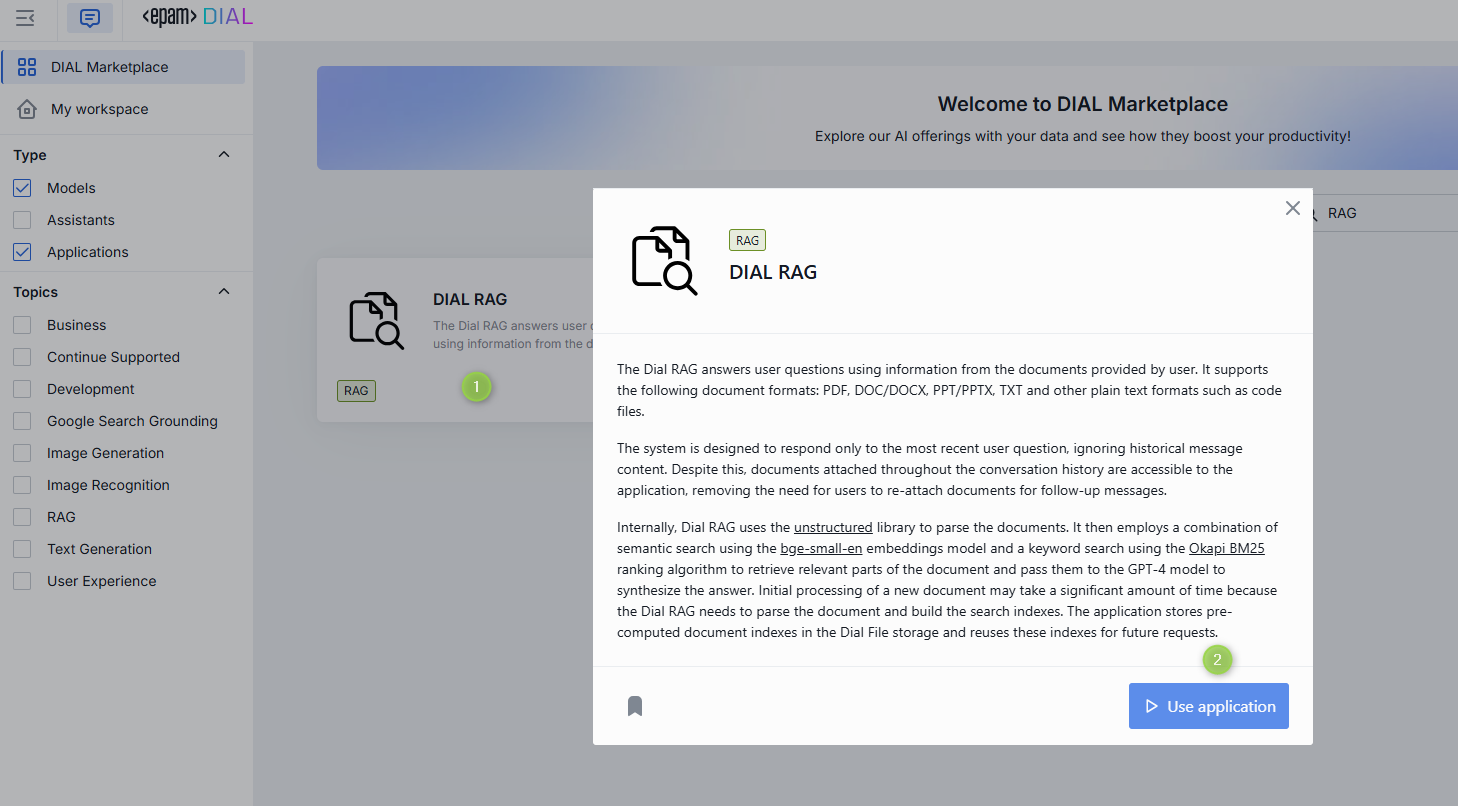 <epam> DIAL
DIAL Marketplace
My workspace
Type
Models
Assistants
Applications
Topics
Business
Continue Supported
Development
Google Search Grounding
Image Generation
Image Recognition
RAG
Text Generation
User Experience
Welcome to DIAL Marketplace
Explore our AI offerings with your data and see how they boost your productivity!
RAG
DIAL RAG
The Dial RAG answers user
using information from the d
RAG
1
RAG
DIAL RAG
The Dial RAG answers user questions using information from the documents provided by user. It supports
the following document formats: PDF, DOC/DOCX, PPT/PPTX, TXT and other plain text formats such as code
files.
The system is designed to respond only to the most recent user question, ignoring historical message
content. Despite this, documents attached throughout the conversation history are accessible to the
application, removing the need for users to re-attach documents for follow-up messages.
Internally, Dial RAG uses the unstructured library to parse the documents. It then employs a combination of
semantic search using the bge-small-en embeddings model and a keyword search using the Okapi BM25
ranking algorithm to retrieve relevant parts of the document and pass them to the GPT-4 model to
synthesize the answer. Initial processing of a new document may take a significant amount of time because
the Dial RAG needs to parse the document and build the search indexes. The application stores pre-
computed document indexes in the Dial File storage and reuses these indexes for future requests.
2
Use application